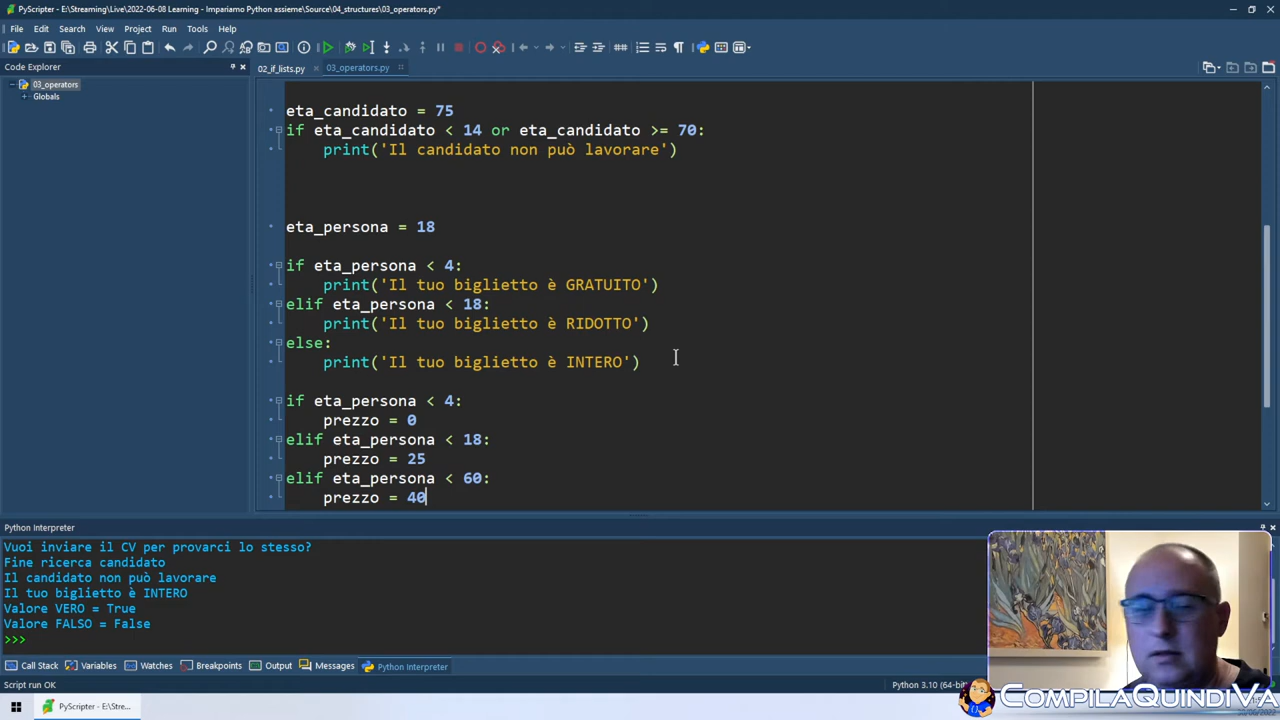 PyScripter - E:\Streaming\Live\2022-06-08 Learning - Impariamo Python assieme\Source\04_structures\03_operators.py*
File Edit Search View Project Run Tools Help
Code Explorer
02_if_lists.py
03_operators.py
03_operators
Globals
eta_candidato = 75
if eta_candidato < 14 or eta_candidato >= 70:
print('Il candidato non può lavorare')
eta_persona = 18
if eta_persona < 4:
print('Il tuo biglietto è GRATUITO')
elif eta_persona < 18:
print('Il tuo biglietto è RIDOTTO')
else:
print('Il tuo biglietto è INTERO')
if eta_persona < 4:
prezzo = 0
elif eta_persona < 18:
prezzo = 25
elif eta_persona < 60:
prezzo = 40
Python Interpreter
Vuoi inviare il CV per provarci lo stesso?
Fine ricerca candidato
Il candidato non può lavorare
Il tuo biglietto è INTERO
Valore VERO = True
Valore FALSO = False
>>>
Call Stack Variables Watches Breakpoints Output Messages Python Interpreter
Script run OK
Python 3.10 (64-bit)
PyScripter - E:\Stre...
COMPILAQUINDIVA